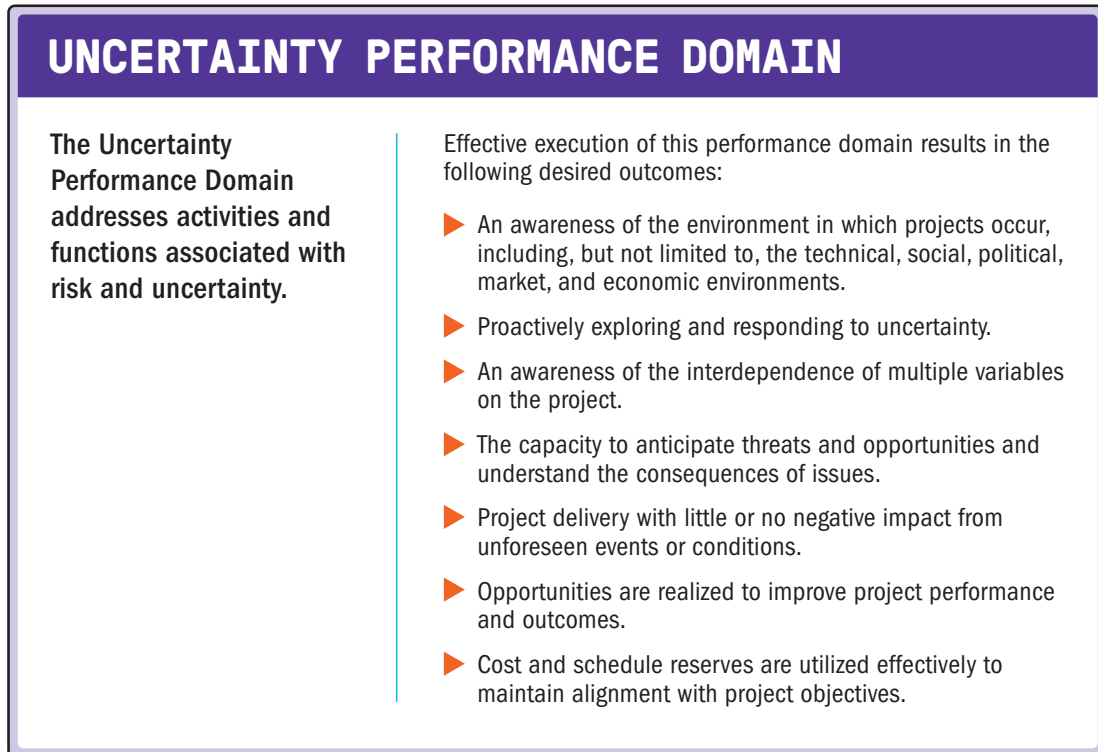 UNCERTAINTY PERFORMANCE DOMAIN
The Uncertainty
Performance Domain
addresses activities and
functions associated with
risk and uncertainty.
Effective execution of this performance domain results in the
following desired outcomes:
An awareness of the environment in which projects occur,
including, but not limited to, the technical, social, political,
market, and economic environments.
Proactively exploring and responding to uncertainty.
An awareness of the interdependence of multiple variables
on the project.
The capacity to anticipate threats and opportunities and
understand the consequences of issues.
Project delivery with little or no negative impact from
unforeseen events or conditions.
Opportunities are realized to improve project performance
and outcomes.
Cost and schedule reserves are utilized effectively to
maintain alignment with project objectives.